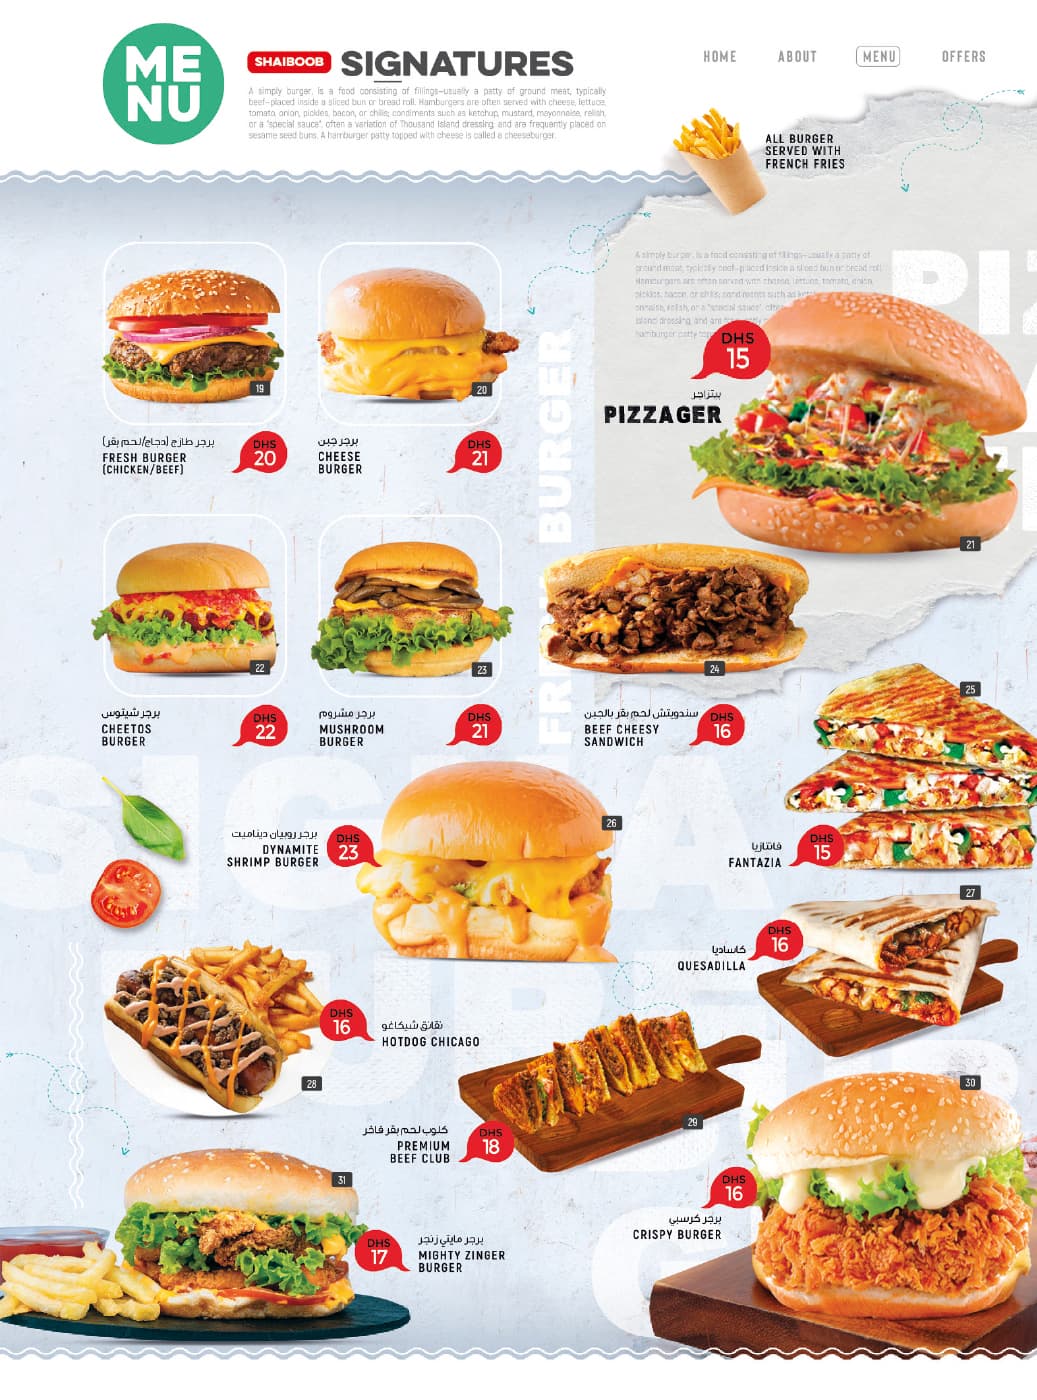 ME
NU
SHAIBOOB SIGNATURES
A simply burger, is a food consisting of fillings—usually a patty of ground meat, typically
beef—placed inside a sliced bun or bread roll. Hamburgers are often served with cheese, lettuce,
tomato, onion, pickles, bacon, or chilis; condiments such as ketchup, mustard, mayonnaise, relish,
or a "special sauce", often a variation of Thousand Island dressing, and are frequently placed on
sesame seed buns. A hamburger patty topped with cheese is called a cheeseburger.
HOME
ABOUT
MENU
OFFERS
ALL BURGER
SERVED WITH
FRENCH FRIES
A simply burger, is a food consisting of fillings—usually a patty of
ground meat, typically beef—placed inside a sliced bun or bread roll.
Hamburgers are often served with cheese, lettuce, tomato, onion,
pickles, bacon, or chilis; condiments such as
relish, or a "special sauce", often
Island dressing, and are
hamburger patty
DHS
15
بيتزاجر
PIZZAGER
21
19
برجر طازج (دجاج/لحم بقر)
FRESH BURGER
(CHICKEN/BEEF)
DHS
20
20
برجر جبن
CHEESE
BURGER
DHS
21
BURGER
22
برجر شيتوس
CHEETOS
BURGER
DHS
22
23
برجر مشروم
MUSHROOM
BURGER
DHS
21
24
سندويتش لحم بقر بالجبن
BEEF CHEESY
SANDWICH
DHS
16
25
فانتازيا
FANTAZIA
DHS
15
26
برجر روبيان ديناميت
DYNAMITE
SHRIMP BURGER
DHS
23
27
كاساديا
QUESADILLA
DHS
16
28
DHS
16
نقانق شيكاغو
HOTDOG CHICAGO
29
كلوب لحم بقر فاخر
PREMIUM
BEEF CLUB
DHS
18
30
DHS
16
برجر كرسبي
CRISPY BURGER
31
DHS
17
برجر مايتي زنجر
MIGHTY ZINGER
BURGER